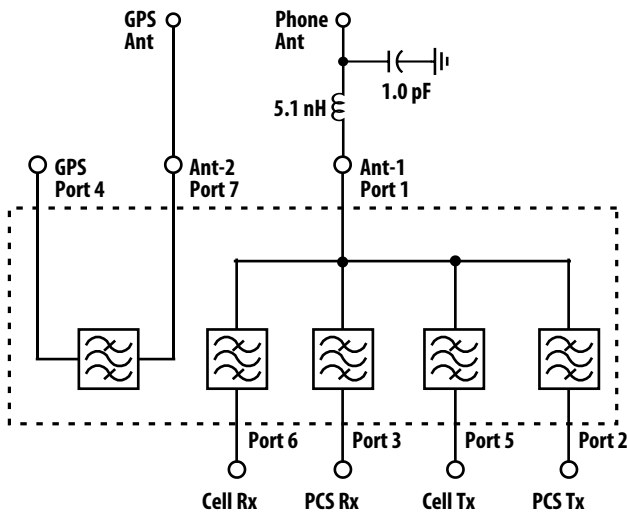 GPS
Ant
Phone
Ant
1.0 pF
5.1 nH
GPS
Port 4
Ant-2
Port 7
Ant-1
Port 1
Port 6
Port 3
Port 5
Port 2
Cell Rx
PCS Rx
Cell Tx
PCS Tx